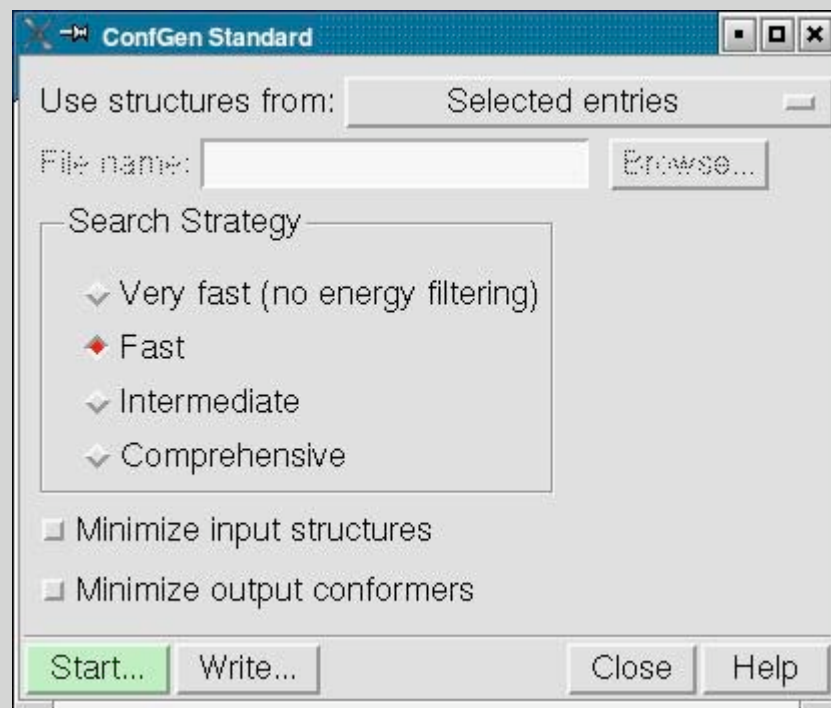 ConfGen Standard
Use structures from: Selected entries
File name: Browse...
Search Strategy
Very fast (no energy filtering)
Fast
Intermediate
Comprehensive
Minimize input structures
Minimize output conformers
Start... Write... Close Help